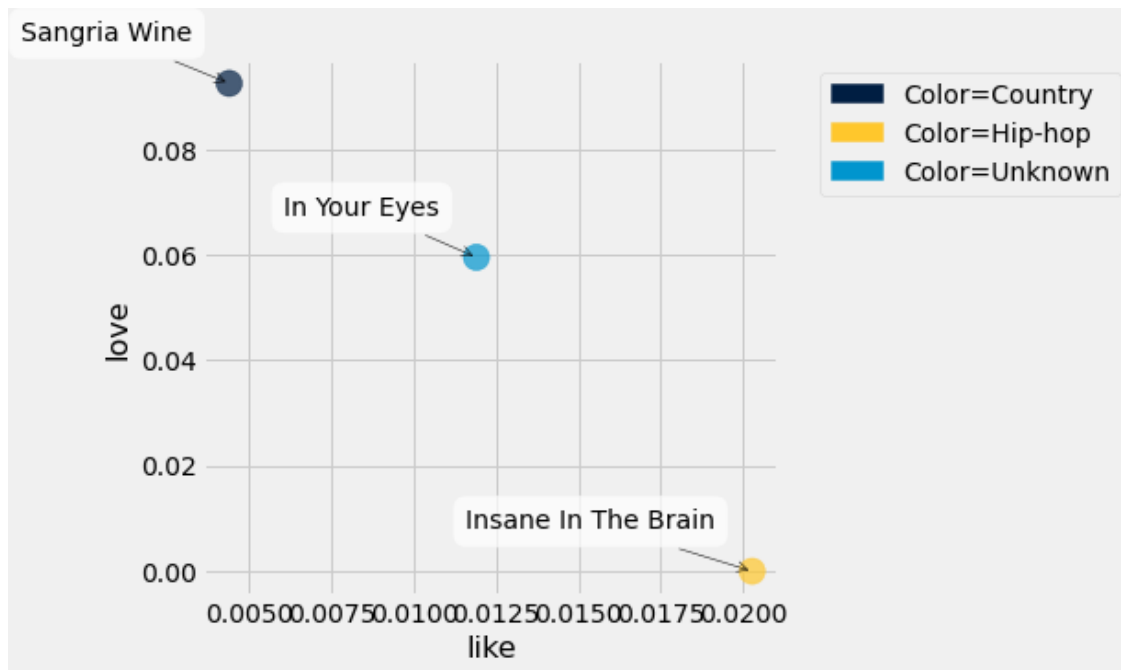 Sangria Wine
Color=Country
Color=Hip-hop
Color=Unknown
0.08
In Your Eyes
0.06
love
0.04
0.02
Insane In The Brain
0.00
0.0050 0.0075 0.0100 0.0125 0.0150 0.0175 0.0200
like